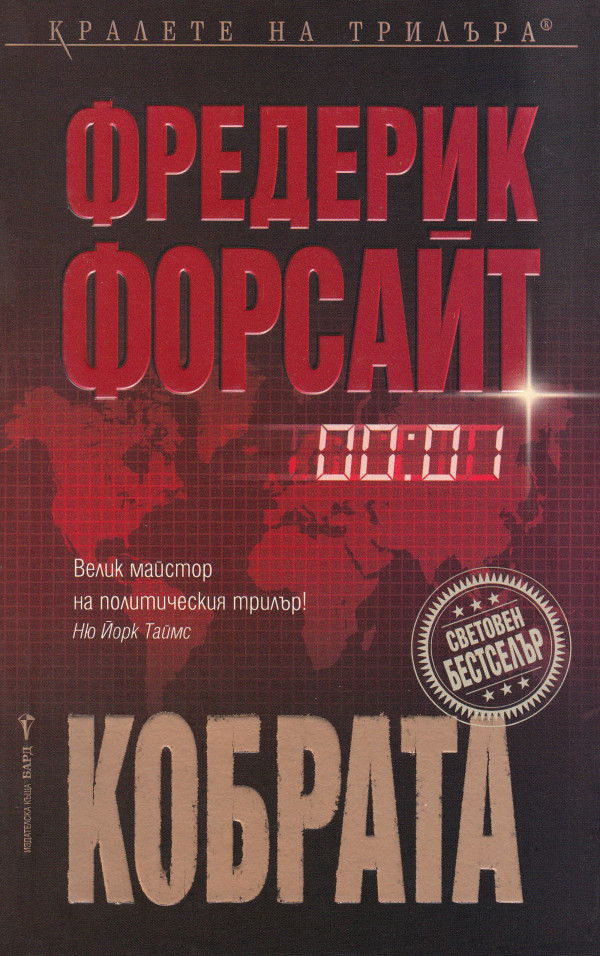 КРАЛЕТЕ НА ТРИЛЪРА®
ФРЕДЕРИК
ФОРСАЙТ
00:01
Велик майстор
на политическия трилър!
Ню Йорк Таймс
СВЕТОВЕН
БЕСТСЕЛЪР
ИЗДАТЕЛСКА КЪЩА БАРД
КОБРАТА